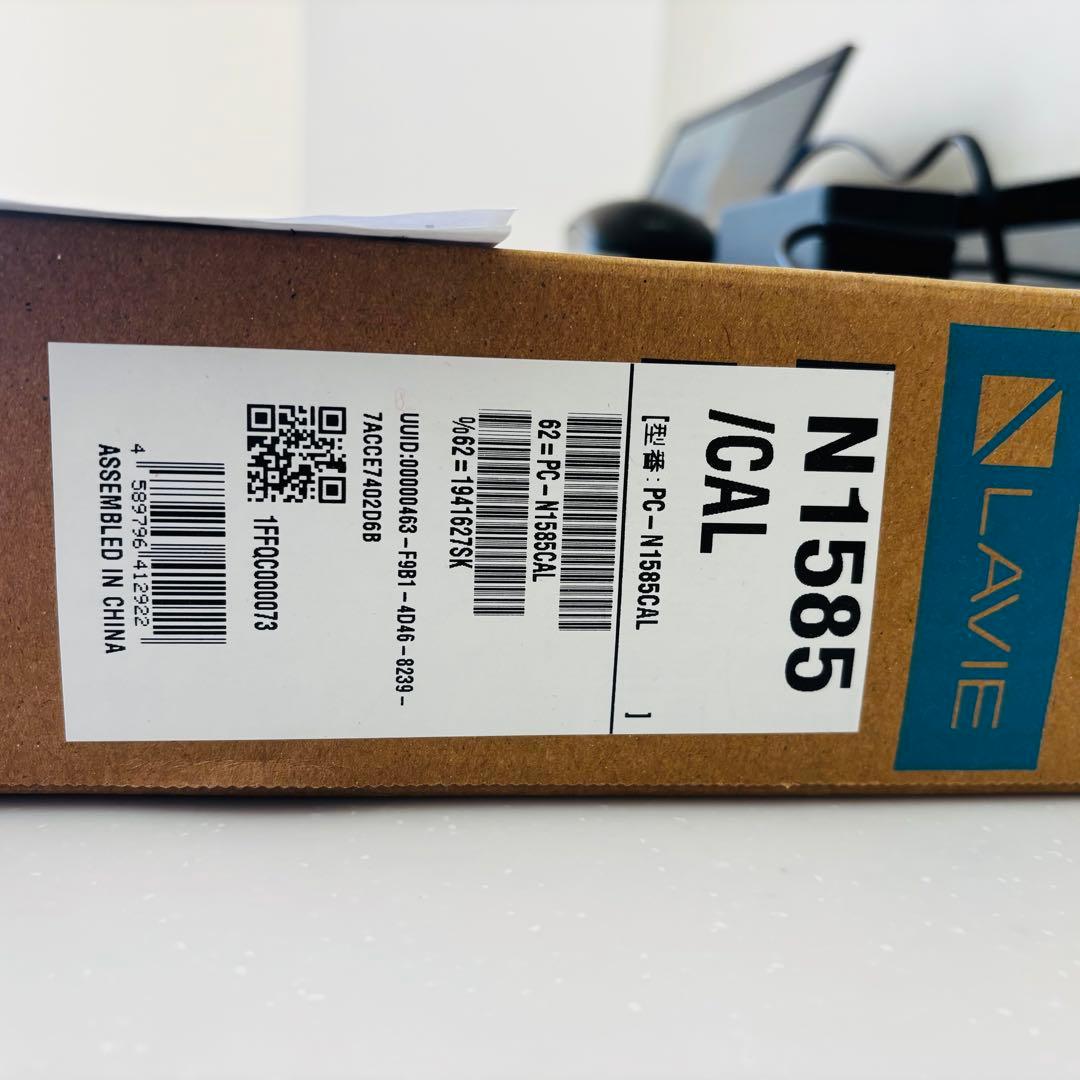 LAVIE
N1585
/CAL
[型番:PC-N1585CAL ]
62=PC-N1585CAL
%62=1941627SK
UUID:00000463-F9B1-4D46-8239-
7ACCE7402D6B
1FFQC000073
4 589796 412922
ASSEMBLED IN CHINA